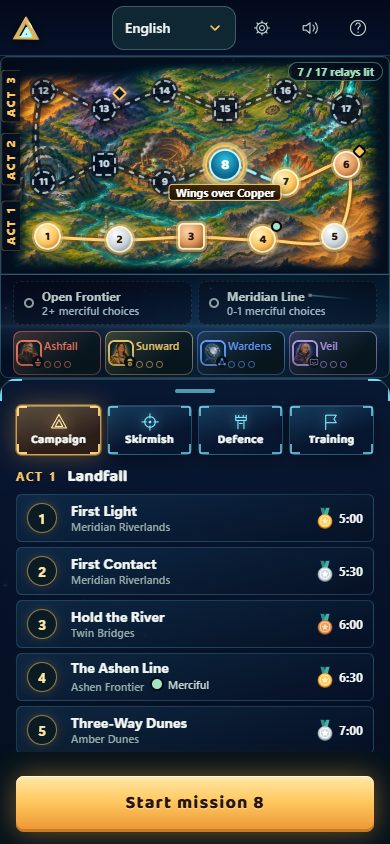 English
7 / 17 relays lit
ACT 3
12
13
14
15
16
17
ACT 2
11
10
9
8
7
6
Wings over Copper
ACT 1
1
2
3
4
5
Open Frontier
2+ merciful choices
Meridian Line
0-1 merciful choices
Ashfall
Sunward
Wardens
Veil
Campaign
Skirmish
Defence
Training
ACT 1 Landfall
1
First Light
Meridian Riverlands
5:00
2
First Contact
Meridian Riverlands
5:30
3
Hold the River
Twin Bridges
6:00
4
The Ashen Line
Ashen Frontier
Merciful
6:30
5
Three-Way Dunes
Amber Dunes
7:00
Start mission 8